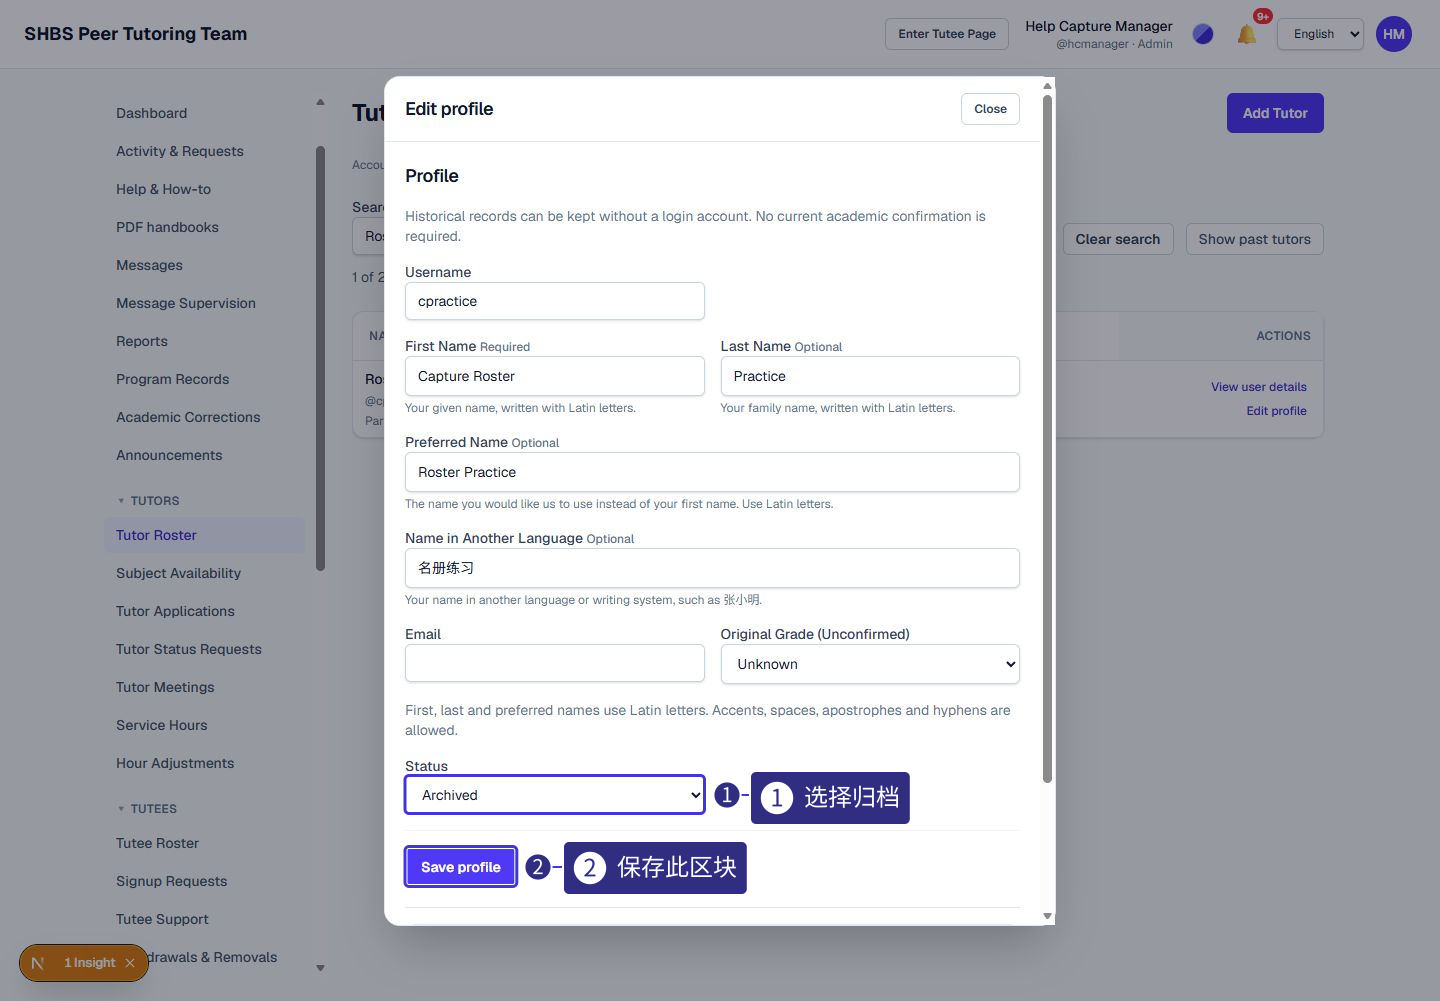 SHBS Peer Tutoring Team
Enter Tutee Page
Help Capture Manager
@hcmanager · Admin
9+
English
HM
Dashboard
Activity & Requests
Help & How-to
PDF handbooks
Messages
Message Supervision
Reports
Program Records
Academic Corrections
Announcements
TUTORS
Tutor Roster
Subject Availability
Tutor Applications
Tutor Status Requests
Tutor Meetings
Service Hours
Hour Adjustments
TUTEES
Tutee Roster
Signup Requests
Tutee Support
drawals & Removals
1 Insight
Add Tutor
Clear search
Show past tutors
1 of 2
ACTIONS
View user details
Edit profile
Edit profile
Close
Profile
Historical records can be kept without a login account. No current academic confirmation is
required.
Username
cpractice
First Name Required
Last Name Optional
Capture Roster
Practice
Your given name, written with Latin letters.
Your family name, written with Latin letters.
Preferred Name Optional
Roster Practice
The name you would like us to use instead of your first name. Use Latin letters.
Name in Another Language Optional
名册练习
Your name in another language or writing system, such as 张小明.
Email
Original Grade (Unconfirmed)
Unknown
First, last and preferred names use Latin letters. Accents, spaces, apostrophes and hyphens are
allowed.
Status
Archived
1
1 选择归档
Save profile
2
2 保存此区块